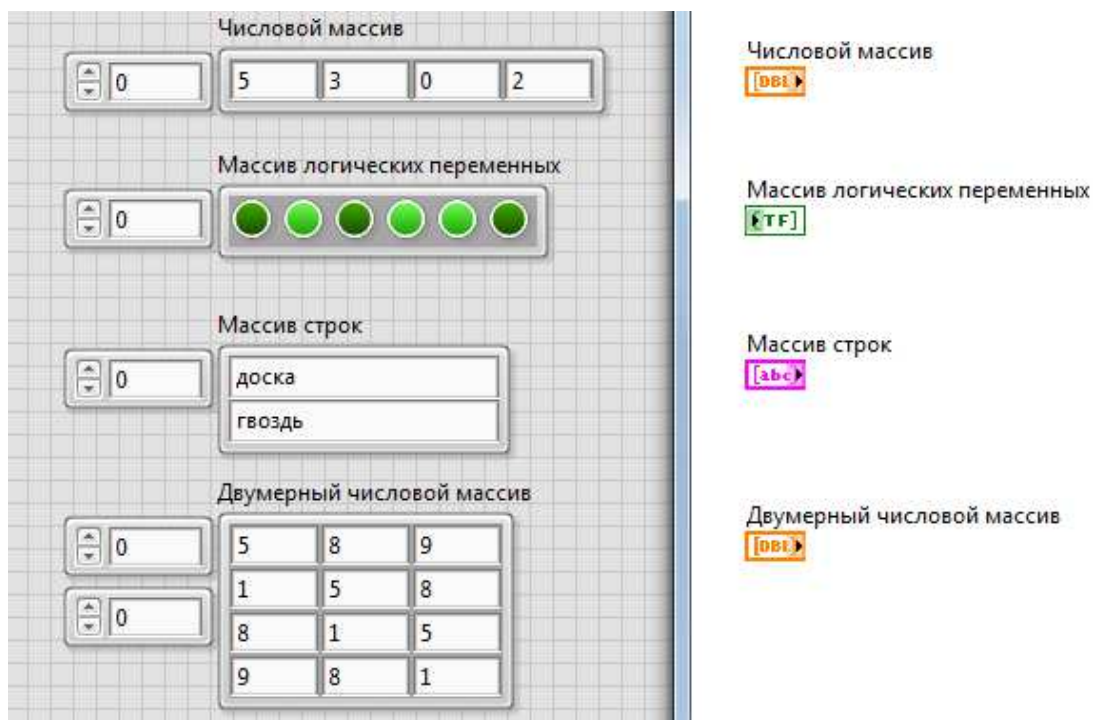 Числовой массив
0 5 3 0 2
Массив логических переменных
0
Массив строк
0 доска
гвоздь
Двумерный числовой массив
0 5 8 9
1 5 8
0
8 1 5
9 8 1
Числовой массив
[DBL]
Массив логических переменных
[TF]
Массив строк
[abc]
Двумерный числовой массив
[DBL]